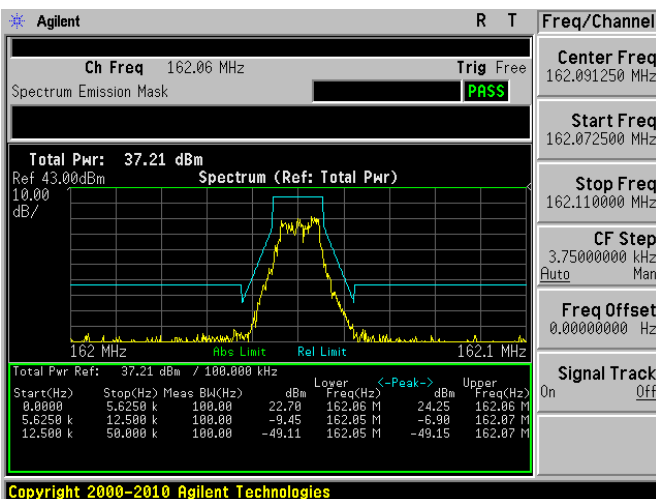 Agilent R T
Freq/Channel
Ch Freq 162.06 MHz Trig Free
Spectrum Emission Mask PASS
Center Freq
162.091250 MHz
Start Freq
162.072500 MHz
Stop Freq
162.110000 MHz
CF Step
3.75000000 kHz
Auto Man
Freq Offset
0.00000000 Hz
Signal Track
On Off
Total Pwr: 37.21 dBm
Ref 43.00dBm Spectrum (Ref: Total Pwr)
10.00
dB/
162 MHz Abs Limit Rel Limit 162.1 MHz
Total Pwr Ref: 37.21 dBm / 100.000 kHz
Lower <-Peak-> Upper
Start(Hz) Stop(Hz) Meas BW(Hz) dBm Freq(Hz) dBm Freq(Hz)
0.0000 5.6250 k 100.00 22.70 162.06 M 24.25 162.06 M
5.6250 k 12.500 k 100.00 -9.45 162.05 M -6.90 162.07 M
12.500 k 50.000 k 100.00 -49.11 162.05 M -49.15 162.07 M
Copyright 2000-2010 Agilent Technologies